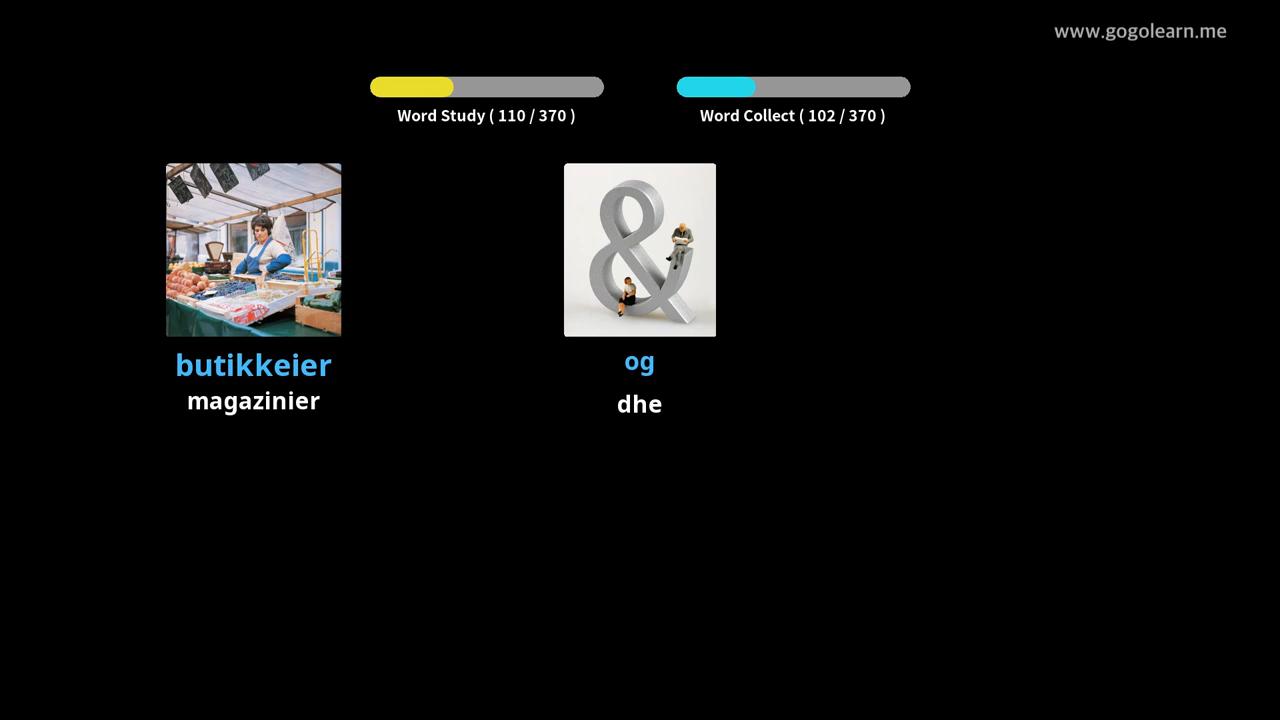 www.gogolearn.me
Word Study ( 110 / 370 )
Word Collect ( 102 / 370 )
butikkeier
magazinier
&
og
dhe